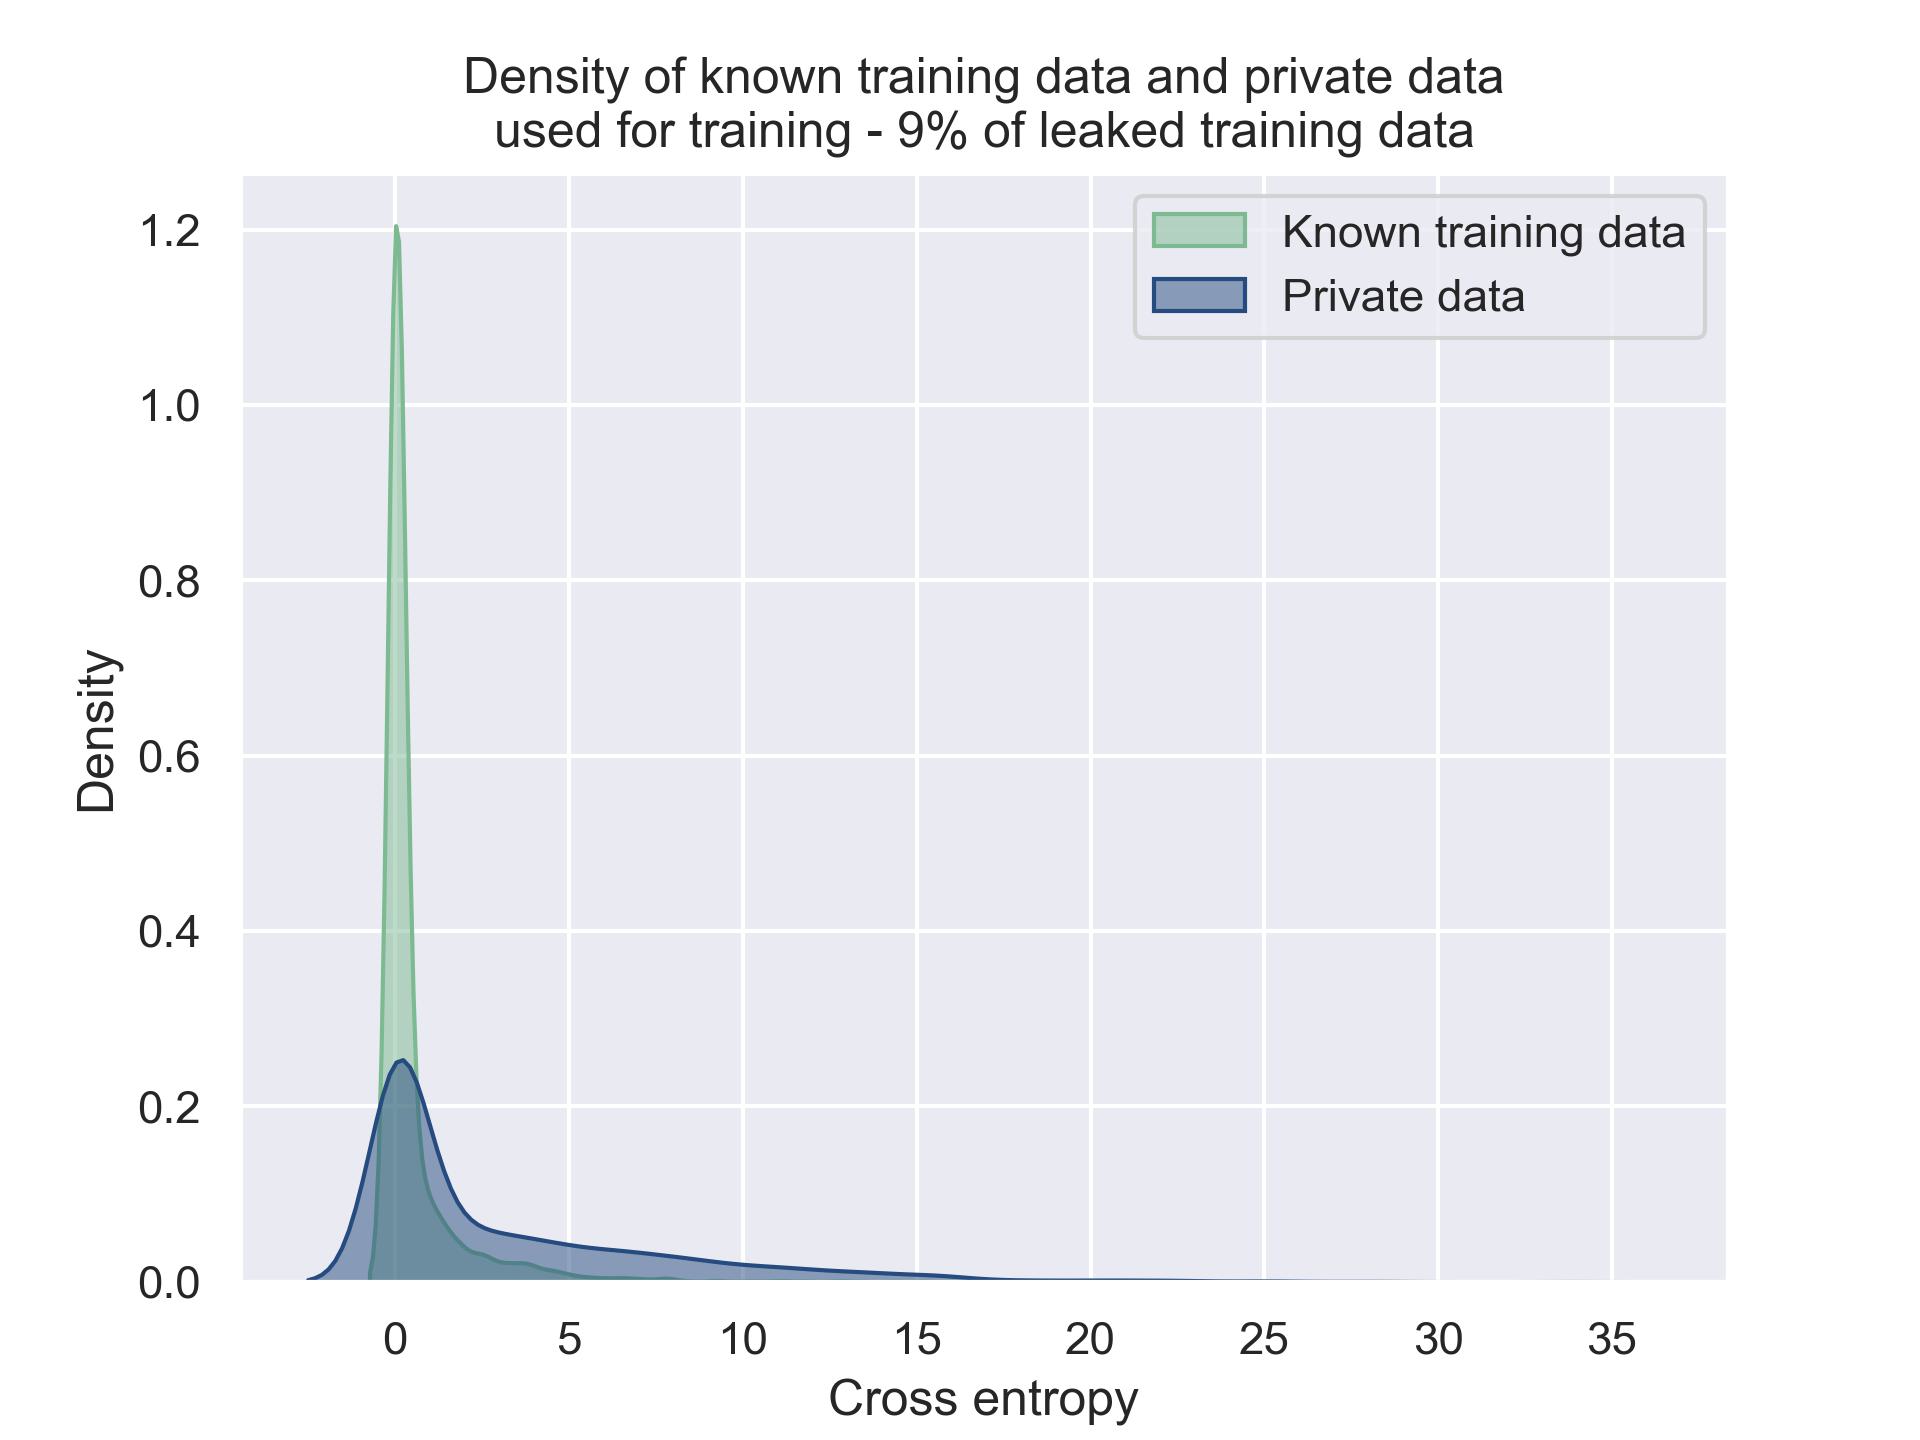 Density of known training data and private data
used for training - 9% of leaked training data
Known training data
Private data
1.2
1.0
0.8
0.6
0.4
0.2
0.0
Density
0 5 10 15 20 25 30 35
Cross entropy